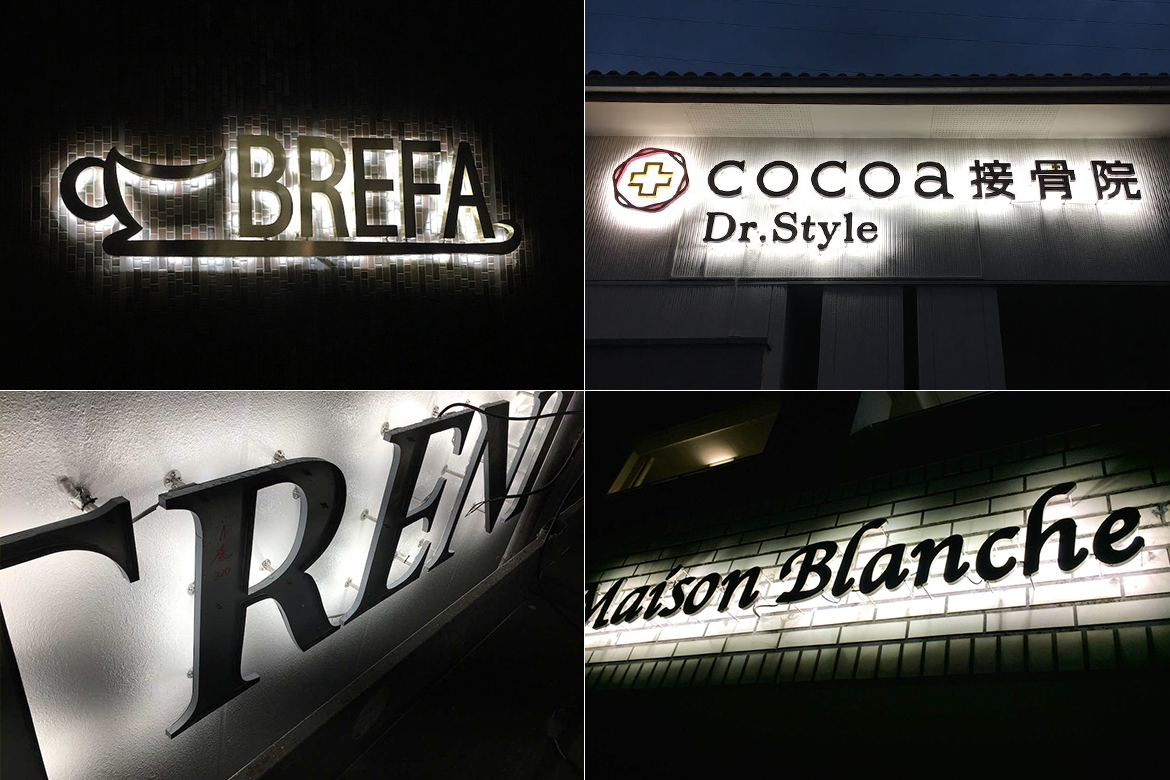 BREFA
cocoa接骨院
Dr.Style
TREN
Maison Blanche